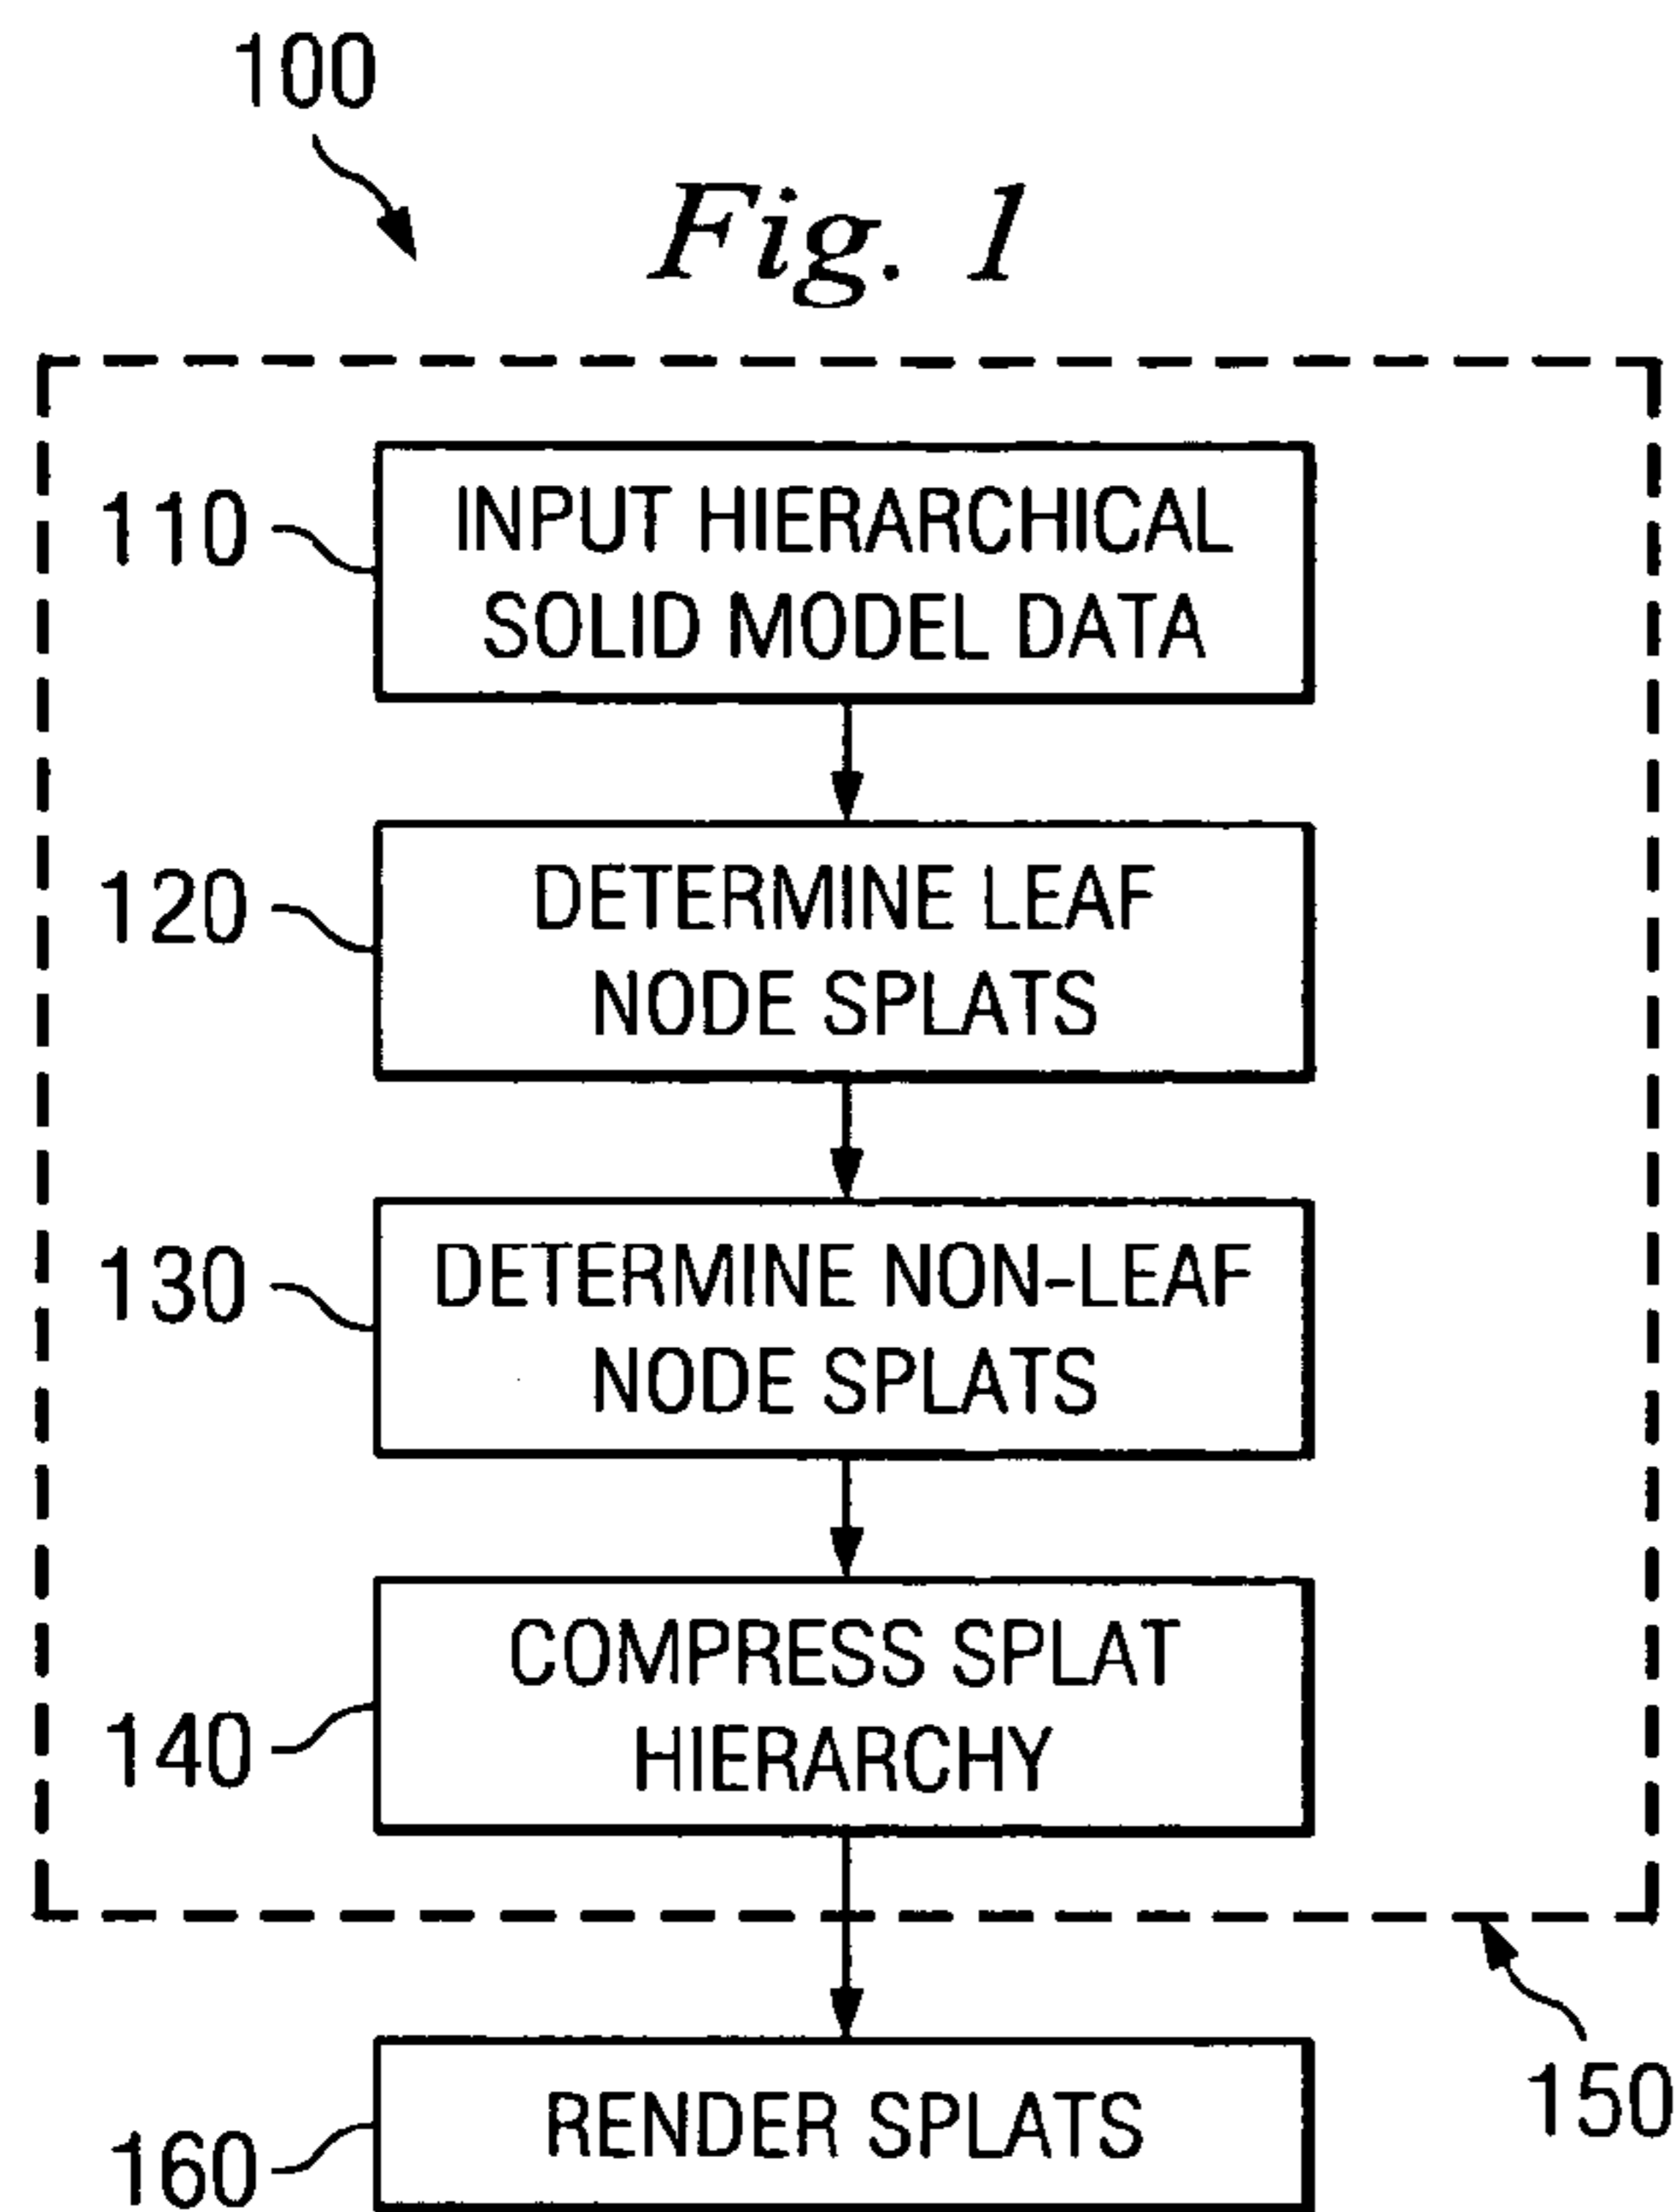 100
Fig. 1
110
INPUT HIERARCHICAL
SOLID MODEL DATA
120
DETERMINE LEAF
NODE SPLATS
130
DETERMINE NON-LEAF
NODE SPLATS
140
COMPRESS SPLAT
HIERARCHY
150
160
RENDER SPLATS